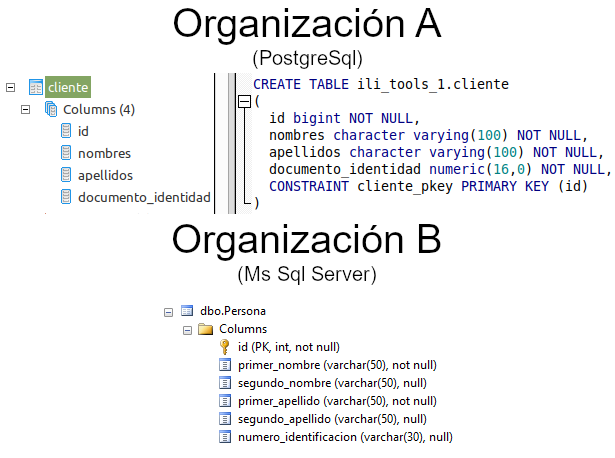 Organización A
(PostgreSql)
cliente
Columns (4)
id
nombres
apellidos
documento_identidad
CREATE TABLE ili_tools_1.cliente
(
id bigint NOT NULL,
nombres character varying(100) NOT NULL,
apellidos character varying(100) NOT NULL,
documento_identidad numeric(16,0) NOT NULL,
CONSTRAINT cliente_pkey PRIMARY KEY (id)
)
Organización B
(Ms Sql Server)
dbo.Persona
Columns
id (PK, int, not null)
primer_nombre (varchar(50), not null)
segundo_nombre (varchar(50), null)
primer_apellido (varchar(50), not null)
segundo_apellido (varchar(50), null)
numero_identificacion (varchar(30), null)